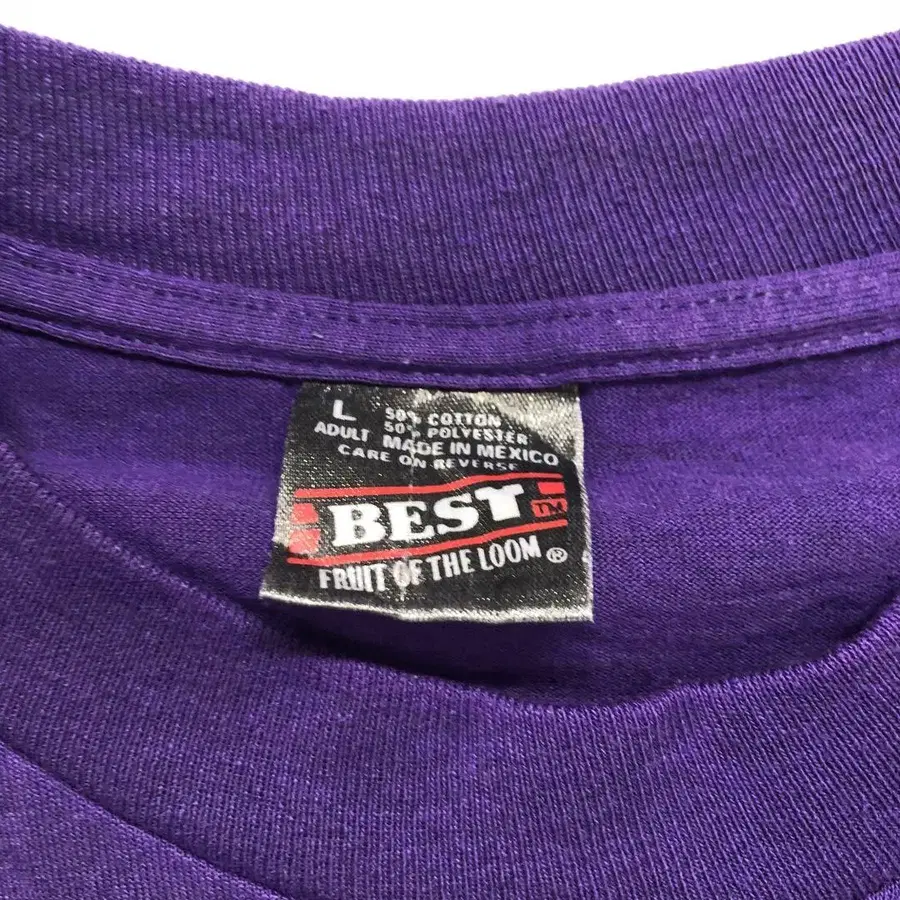 L 50% COTTON
ADULT 50% POLYESTER
MADE IN MEXICO
CARE ON REVERSE
BEST TM
FRUIT OF THE LOOM ®